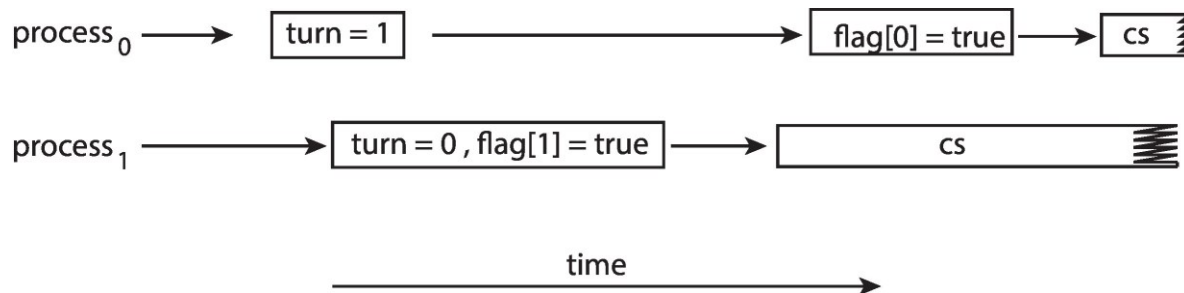 process0 turn = 1 flag[0] = true cs
process1 turn = 0 , flag[1] = true cs
time